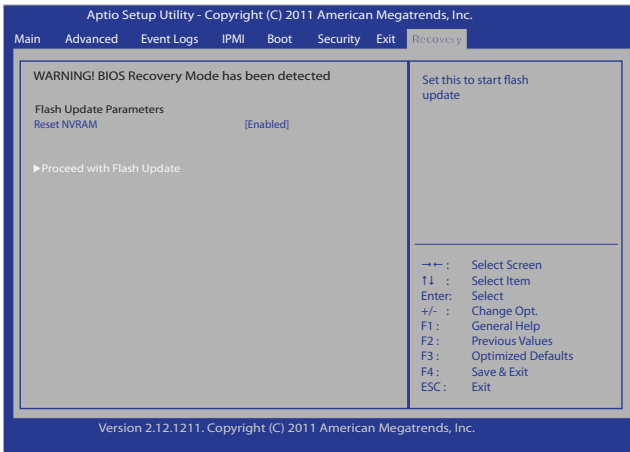 Aptio Setup Utility - Copyright (C) 2011 American Megatrends, Inc.
Main Advanced Event Logs IPMI Boot Security Exit Recovery
WARNING! BIOS Recovery Mode has been detected
Flash Update Parameters
Reset NVRAM [Enabled]
►Proceed with Flash Update
Set this to start flash
update
→←: Select Screen
↑↓ : Select Item
Enter: Select
+/- : Change Opt.
F1 : General Help
F2 : Previous Values
F3 : Optimized Defaults
F4 : Save & Exit
ESC : Exit
Version 2.12.1211. Copyright (C) 2011 American Megatrends, Inc.